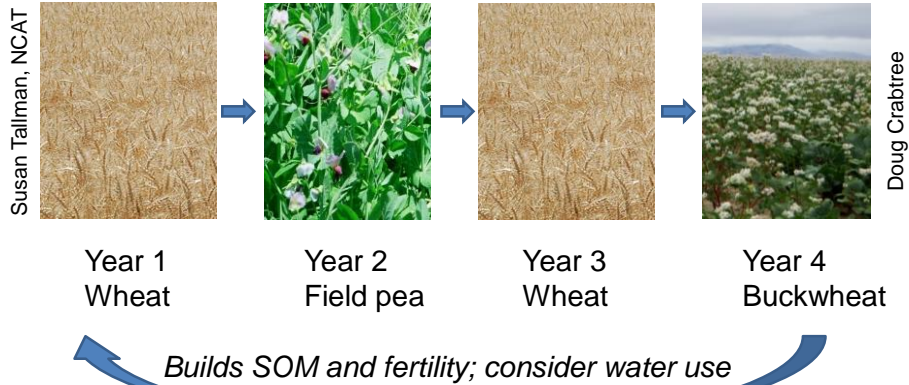 Susan Tallman, NCAT
Doug Crabtree
Year 1
Wheat
Year 2
Field pea
Year 3
Wheat
Year 4
Buckwheat
Builds SOM and fertility; consider water use